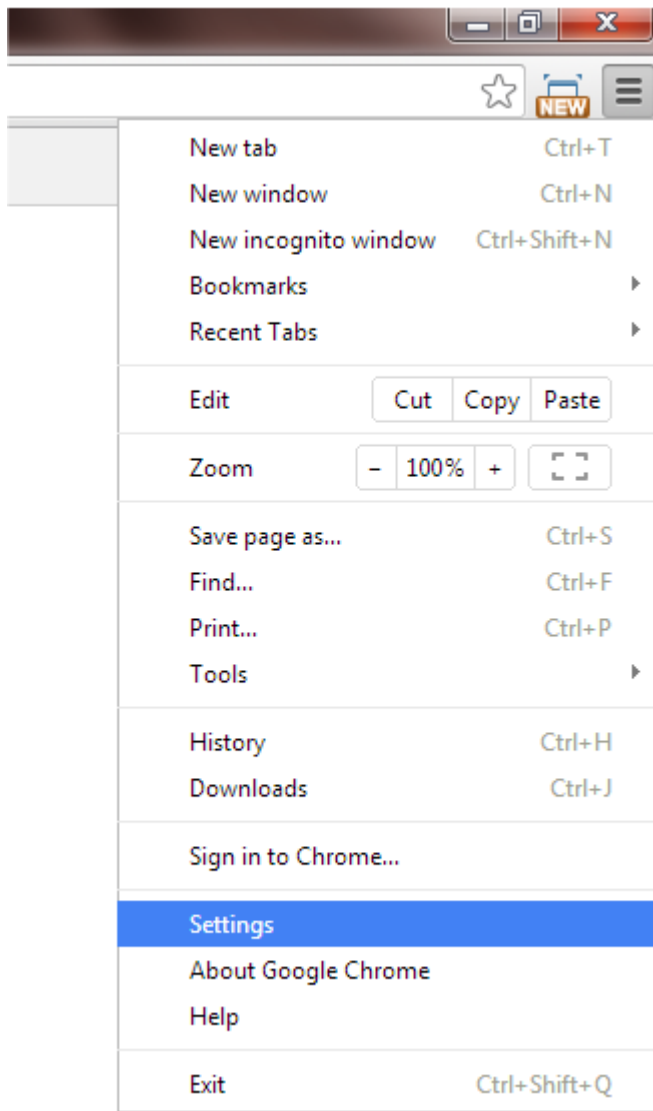 NEW
New tab Ctrl+T
New window Ctrl+N
New incognito window Ctrl+Shift+N
Bookmarks
Recent Tabs
Edit Cut Copy Paste
Zoom - 100% +
Save page as... Ctrl+S
Find... Ctrl+F
Print... Ctrl+P
Tools
History Ctrl+H
Downloads Ctrl+J
Sign in to Chrome...
Settings
About Google Chrome
Help
Exit Ctrl+Shift+Q